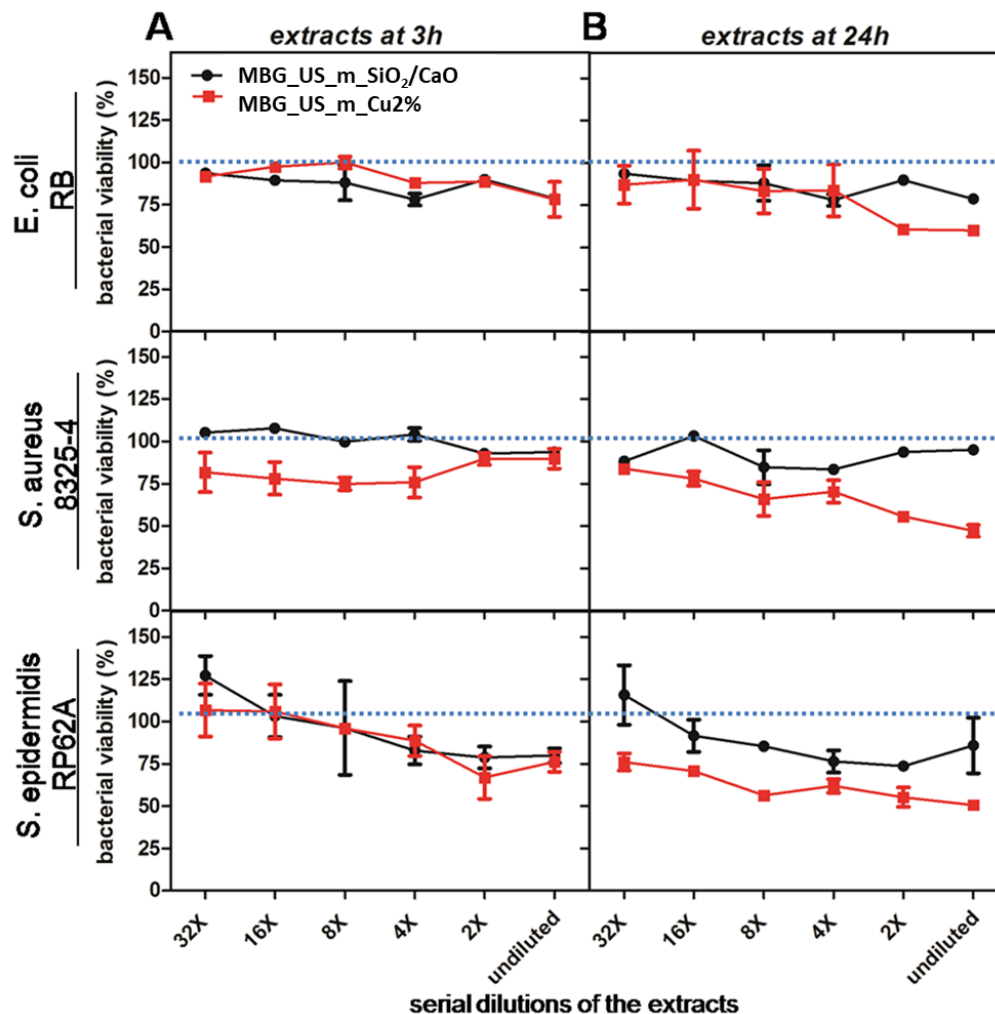 A
extracts at 3h
B
extracts at 24h
MBG_US_m_SiO₂/CaO
MBG_US_m_Cu2%
E. coli
RB
bacterial viability (%)
150
125
100
75
50
25
0
S. aureus
8325-4
bacterial viability (%)
150
125
100
75
50
25
0
S. epidermidis
RP62A
bacterial viability (%)
150
125
100
75
50
25
0
32X
16X
8X
4X
2X
undiluted
32X
16X
8X
4X
2X
undiluted
serial dilutions of the extracts